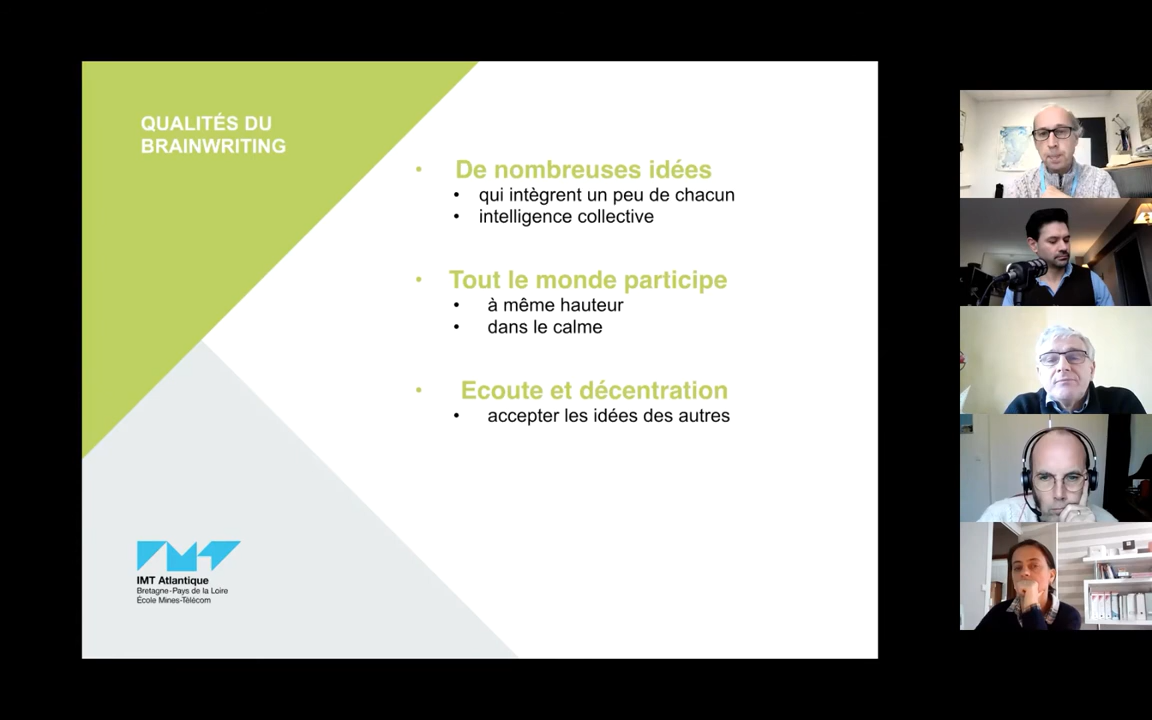 QUALITÉS DU
BRAINWRITING
• De nombreuses idées
• qui intègrent un peu de chacun
• intelligence collective
• Tout le monde participe
• à même hauteur
• dans le calme
• Ecoute et décentration
• accepter les idées des autres
IMT Atlantique
Bretagne-Pays de la Loire
École Mines-Télécom